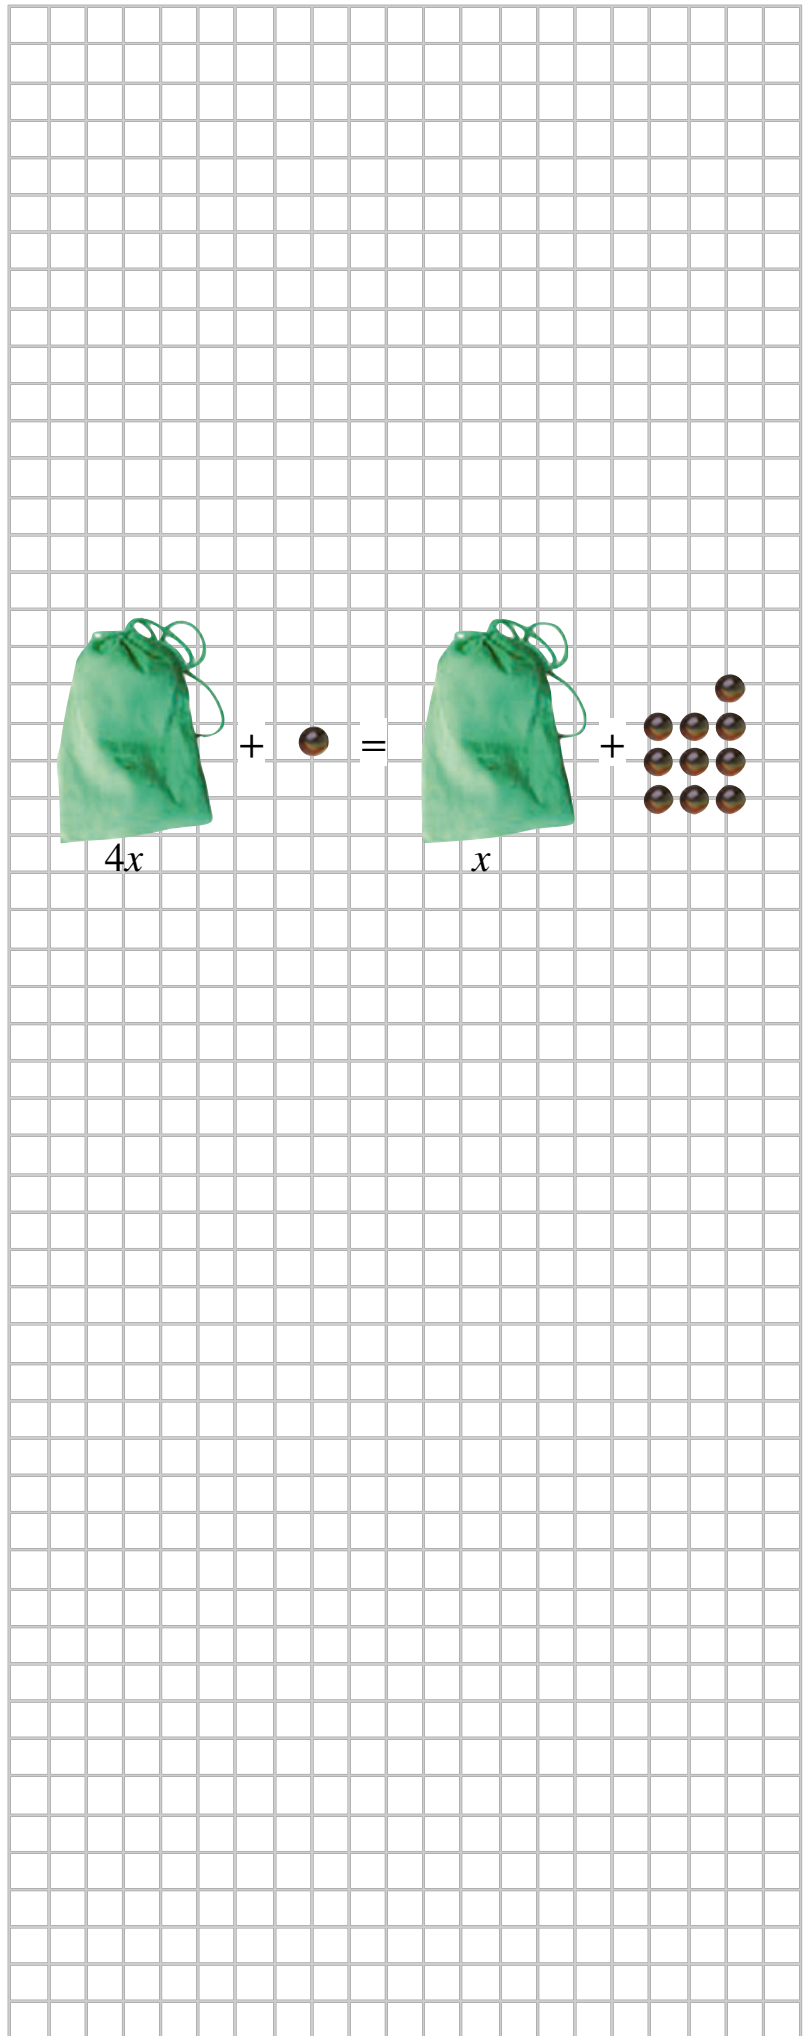 + = +
4x x